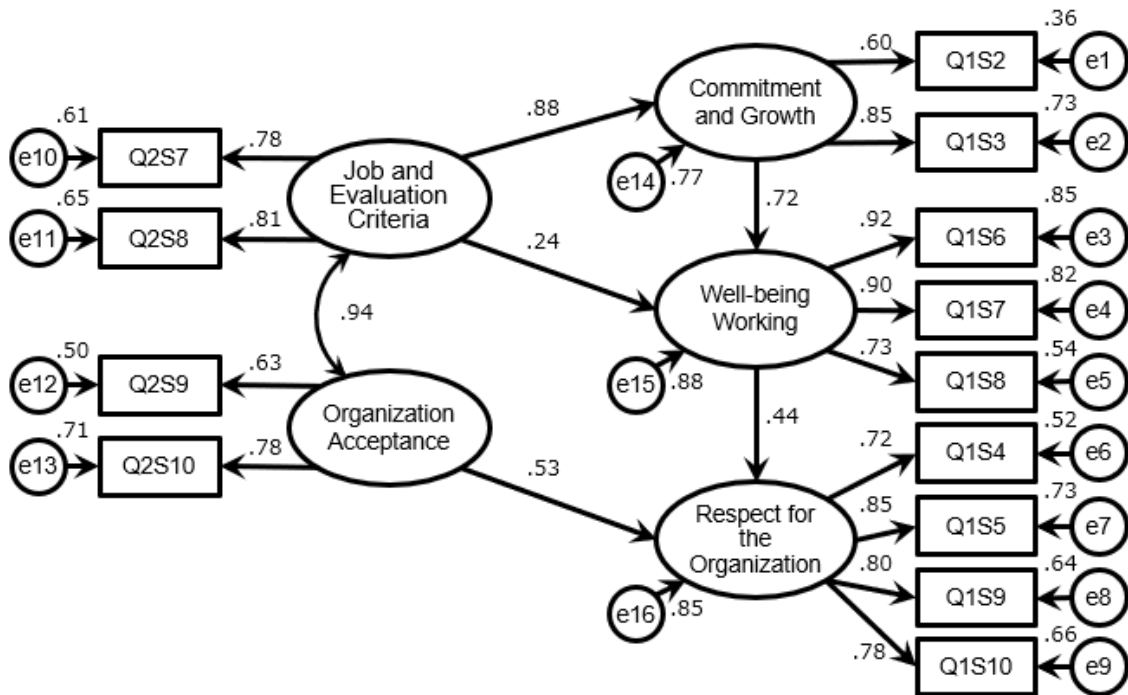 .36
.60
Q1S2
e1
Commitment
and Growth
.61
.88
.85
.73
Q1S3
e2
e10
Q2S7
.78
Job and
Evaluation
Criteria
e14
.77
.65
.81
e11
Q2S8
.72
.85
.92
Q1S6
e3
.24
Well-being
Working
.90
.82
Q1S7
e4
.94
.50
.73
.54
Q1S8
e5
e12
Q2S9
.63
e15
.88
Organization
Acceptance
.71
.78
e13
Q2S10
.44
.72
.52
Q1S4
e6
.53
Respect for
the
Organization
.85
.73
Q1S5
e7
.80
.64
Q1S9
e8
e16
.85
.78
.66
Q1S10
e9